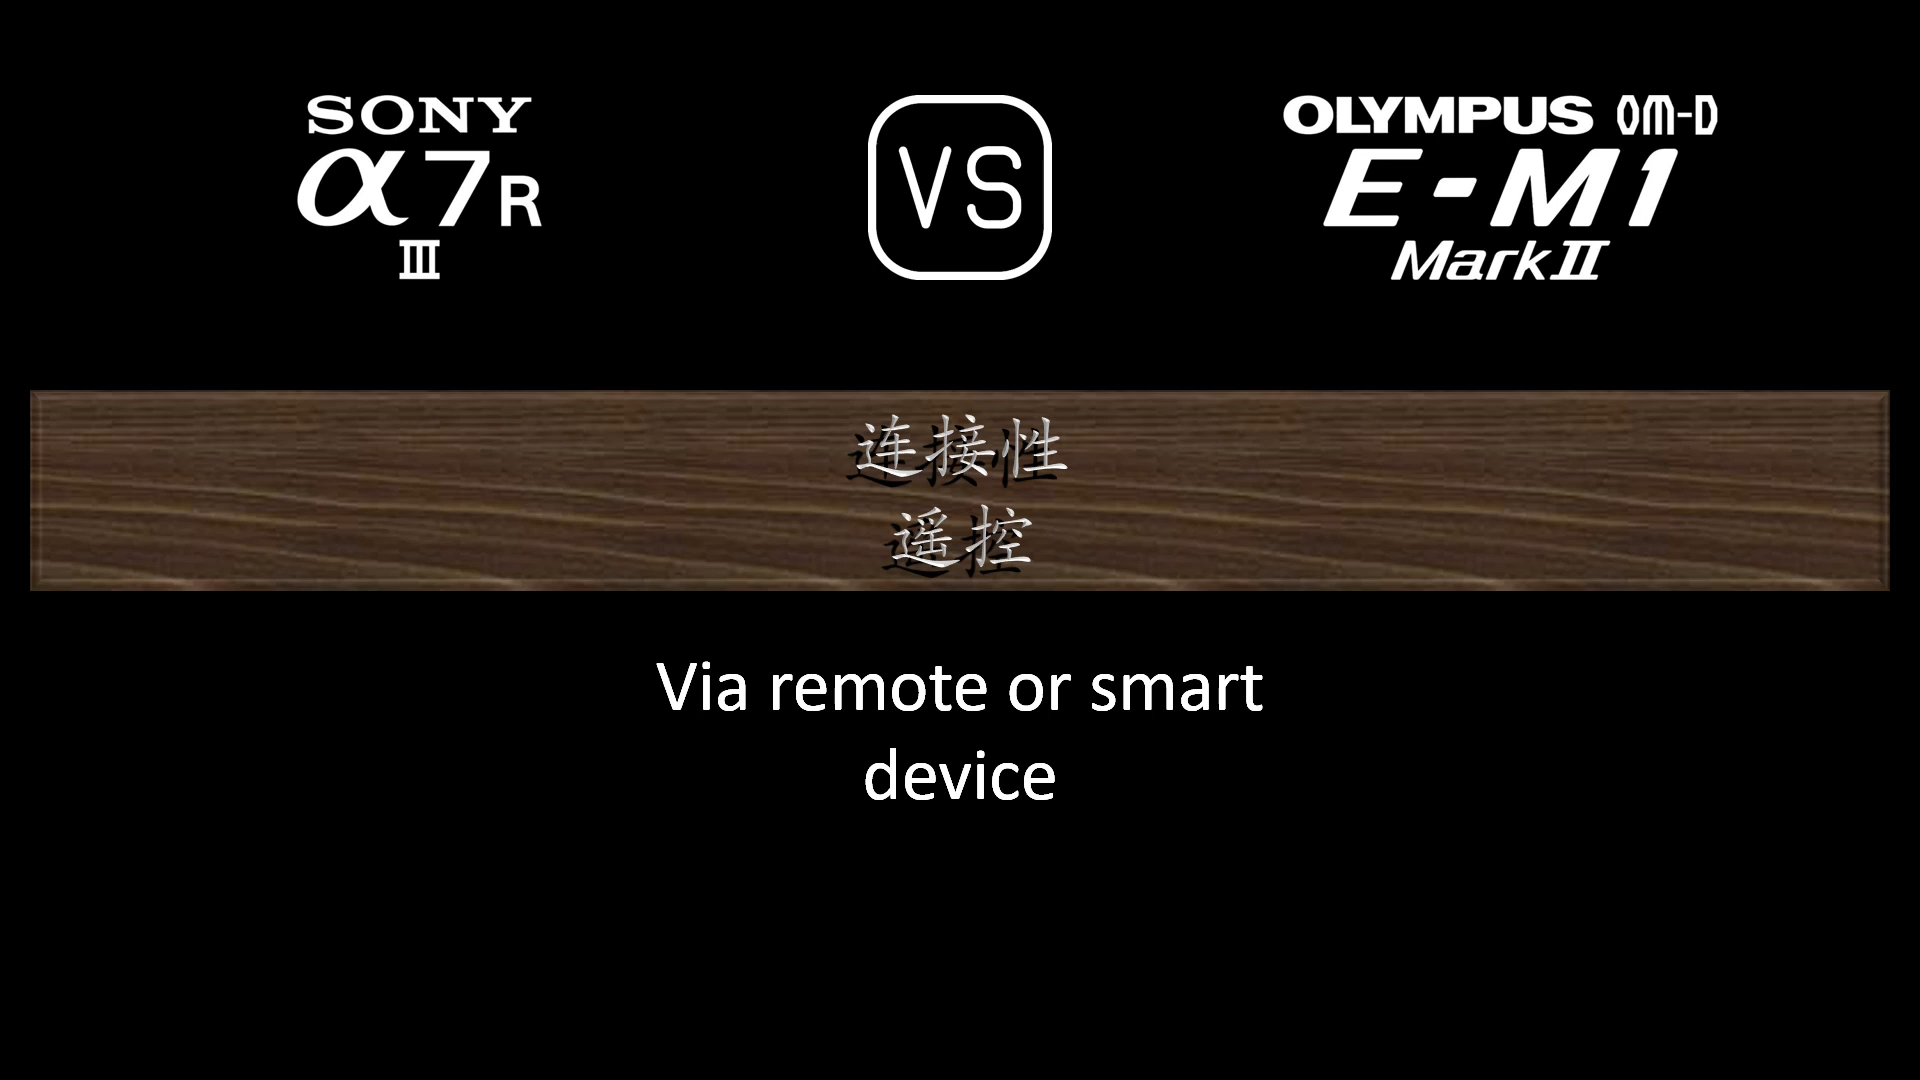 SONY
α7R
III
VS
OLYMPUS OM-D
E-M1
Mark II
连接性
遥控
Via remote or smart
device